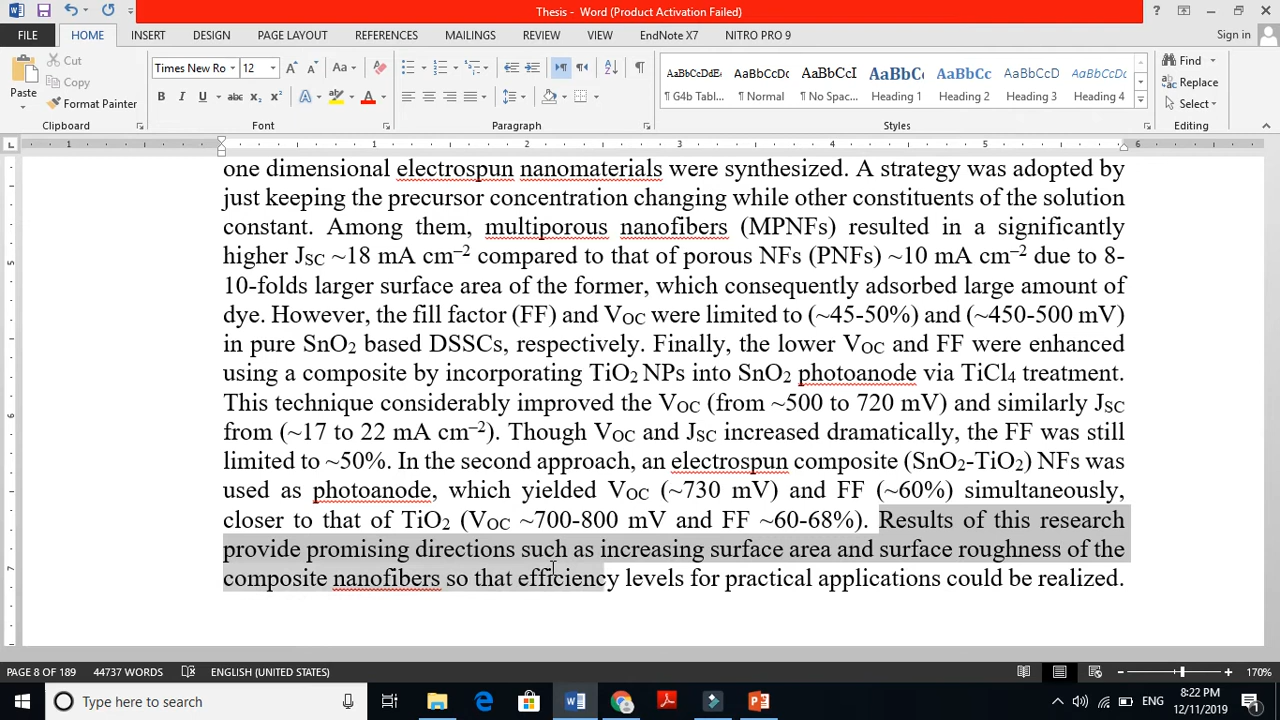 Thesis - Word (Product Activation Failed)
FILE HOME INSERT DESIGN PAGE LAYOUT REFERENCES MAILINGS REVIEW VIEW EndNote X7 NITRO PRO 9 Sign in
Cut
Copy
Format Painter
Paste
Clipboard
Times New Ro 12
Font
Paragraph
AaBbCcDdE AaBbCcDc AaBbCcI AaBbC AaBbCc AaBbCcD AaBbCcD
¶ G4b Tabl... ¶ Normal ¶ No Spac... Heading 1 Heading 2 Heading 3 Heading 4
Styles
Find
Replace
Select
Editing
one dimensional electrospun nanomaterials were synthesized. A strategy was adopted by
just keeping the precursor concentration changing while other constituents of the solution
constant. Among them, multiporous nanofibers (MPNFs) resulted in a significantly
higher JSC ~18 mA cm–2 compared to that of porous NFs (PNFs) ~10 mA cm–2 due to 8-
10-folds larger surface area of the former, which consequently adsorbed large amount of
dye. However, the fill factor (FF) and VOC were limited to (~45-50%) and (~450-500 mV)
in pure SnO2 based DSSCs, respectively. Finally, the lower VOC and FF were enhanced
using a composite by incorporating TiO2 NPs into SnO2 photoanode via TiCl4 treatment.
This technique considerably improved the VOC (from ~500 to 720 mV) and similarly JSC
from (~17 to 22 mA cm–2). Though VOC and JSC increased dramatically, the FF was still
limited to ~50%. In the second approach, an electrospun composite (SnO2-TiO2) NFs was
used as photoanode, which yielded VOC (~730 mV) and FF (~60%) simultaneously,
closer to that of TiO2 (VOC ~700-800 mV and FF ~60-68%). Results of this research
provide promising directions such as increasing surface area and surface roughness of the
composite nanofibers so that efficiency levels for practical applications could be realized.
PAGE 8 OF 189 44737 WORDS ENGLISH (UNITED STATES) 170%
Type here to search
ENG
8:22 PM
12/11/2019